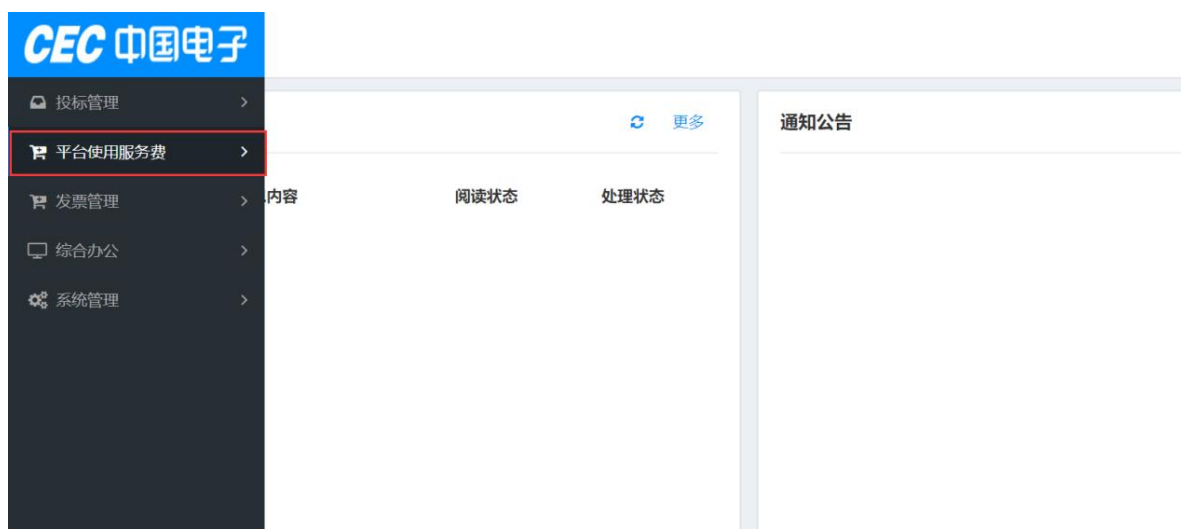 CEC 中国电子
投标管理
平台使用服务费
发票管理
综合办公
系统管理
更多
内容
阅读状态
处理状态
通知公告